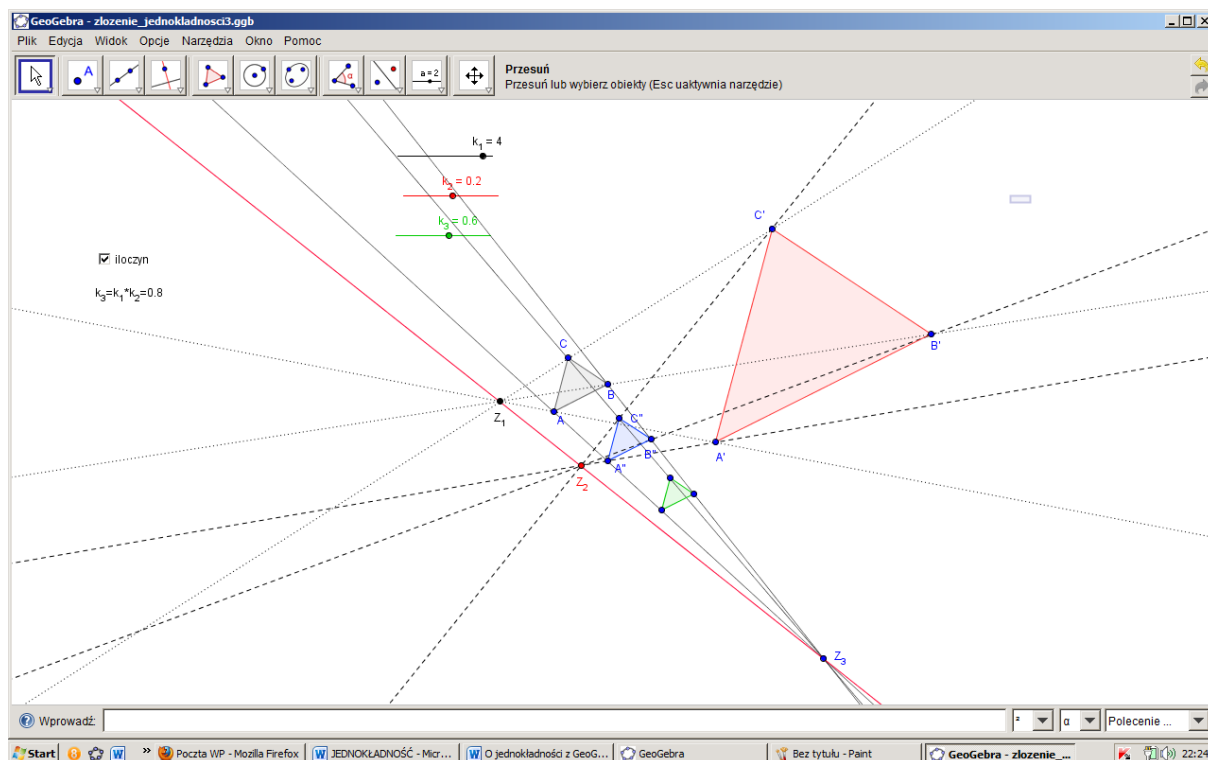 GeoGebra - zlozenie_jednokladnosci3.ggb
Plik Edycja Widok Opcje Narzędzia Okno Pomoc
A
α
a = 2
Przesuń
Przesuń lub wybierz obiekty (Esc uaktywnia narzędzie)
k₁ = 4
k₂ = 0.2
k₃ = 0.6
iloczyn
k₃=k₁*k₂=0.8
C'
B'
C
B
Z₁
A
C''
B''
A'
A''
Z₂
Z₃
Wprowadź:
²
α
Polecenie ...
Start
W
»
Poczta WP - Mozilla Firefox
JEDNOKŁADNOŚĆ - Micr...
O jednokładności z GeoG...
GeoGebra
Bez tytułu - Paint
GeoGebra - zlozenie_...
22:24